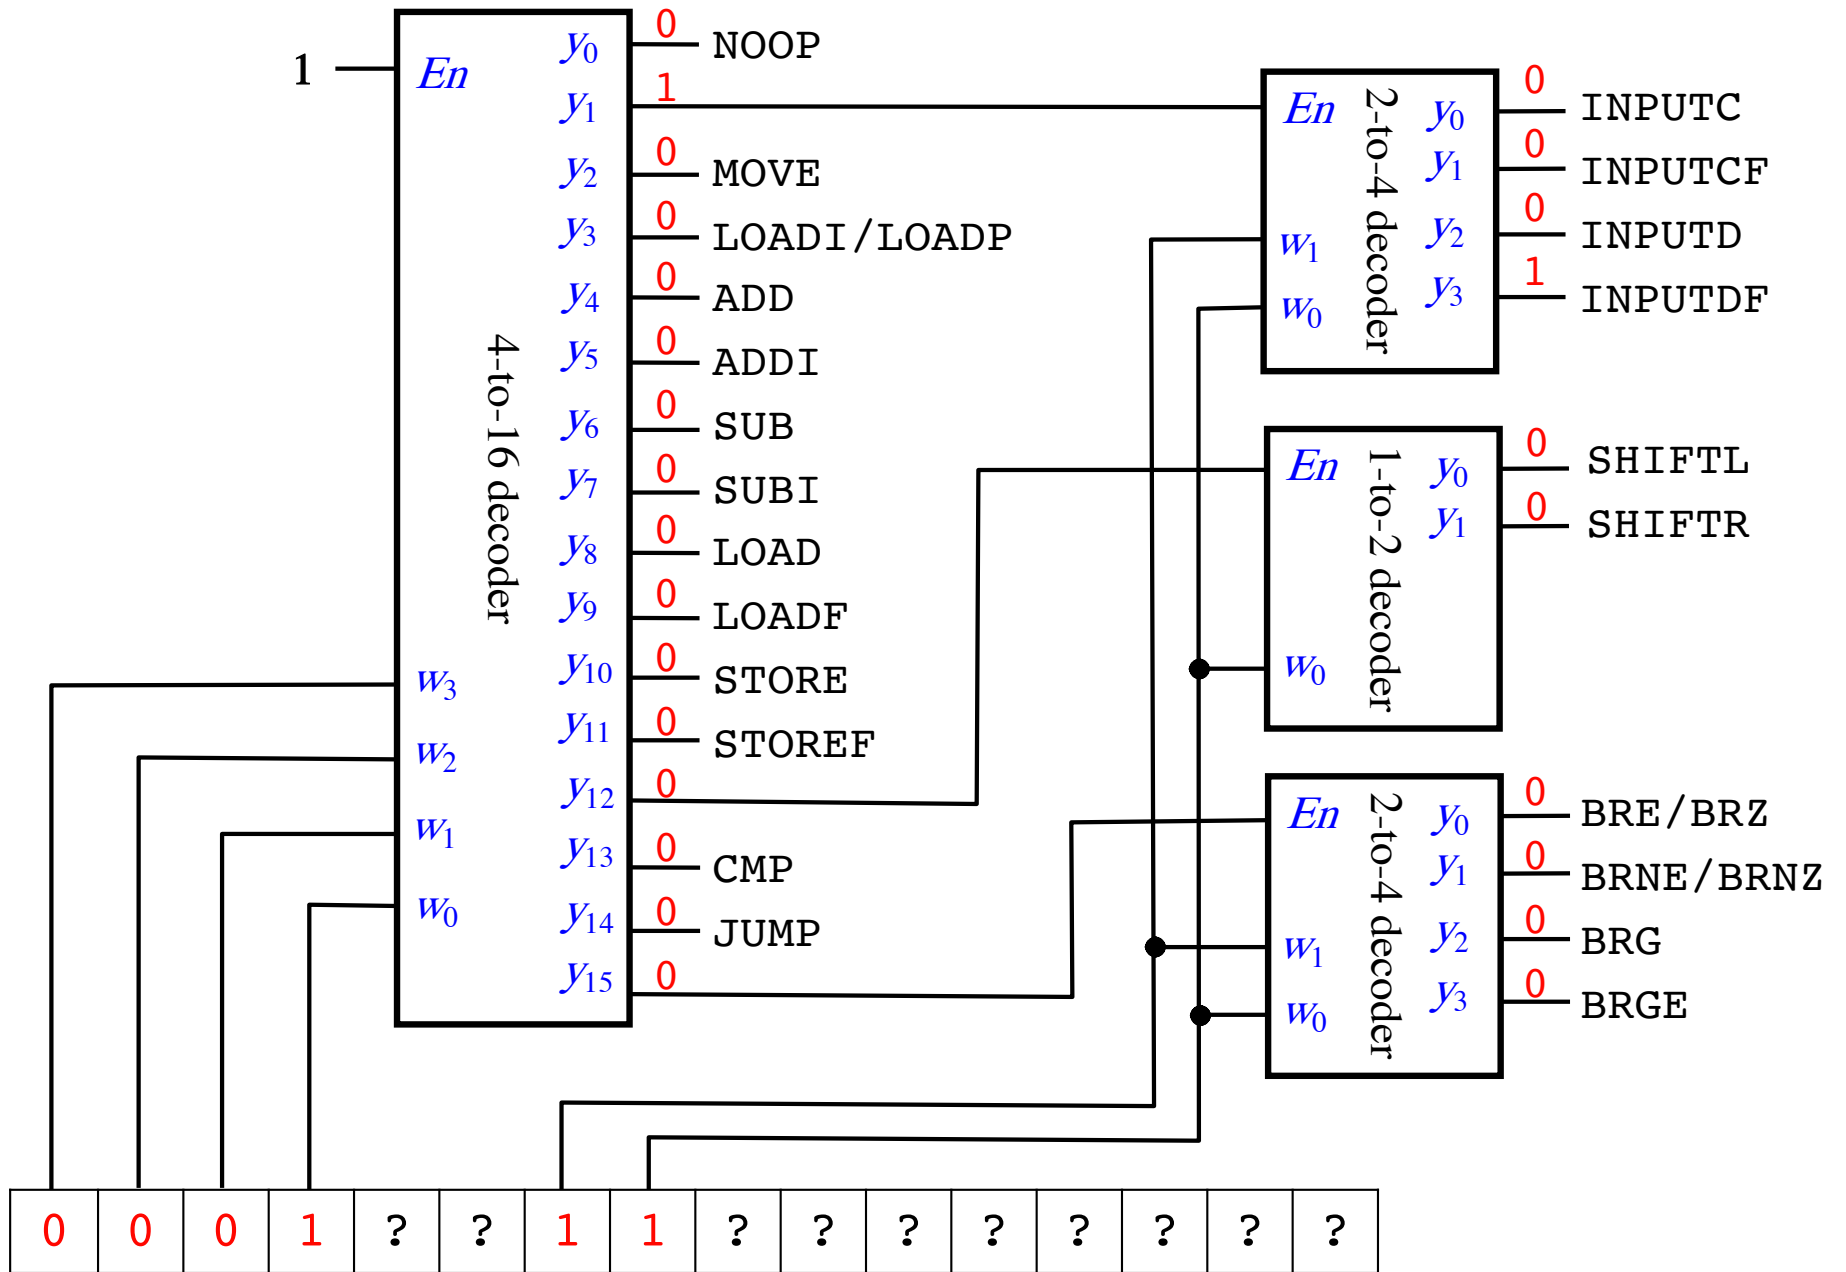 1
En
4-to-16 decoder
w3
w2
w1
w0
y0 0 NOOP
y1 1
y2 0 MOVE
y3 0 LOADI/LOADP
y4 0 ADD
y5 0 ADDI
y6 0 SUB
y7 0 SUBI
y8 0 LOAD
y9 0 LOADF
y10 0 STORE
y11 0 STOREF
y12 0
y13 0 CMP
y14 0 JUMP
y15 0
En
w1
w0
2-to-4 decoder
y0 0 INPUTC
y1 0 INPUTCF
y2 0 INPUTD
y3 1 INPUTDF
En
w0
1-to-2 decoder
y0 0 SHIFTL
y1 0 SHIFTR
En
w1
w0
2-to-4 decoder
y0 0 BRE/BRZ
y1 0 BRNE/BRNZ
y2 0 BRG
y3 0 BRGE
0 0 0 1 ? ? 1 1 ? ? ? ? ? ? ? ?